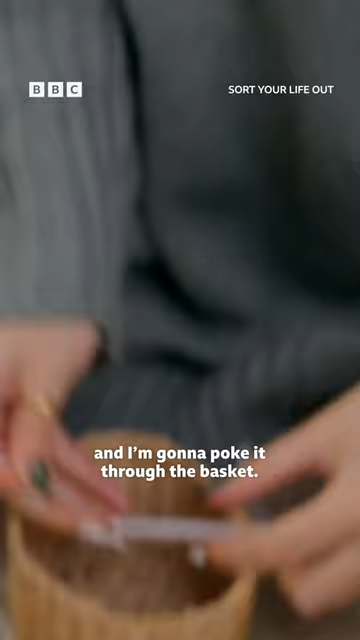 BBC
SORT YOUR LIFE OUT
and I'm gonna poke it
through the basket.